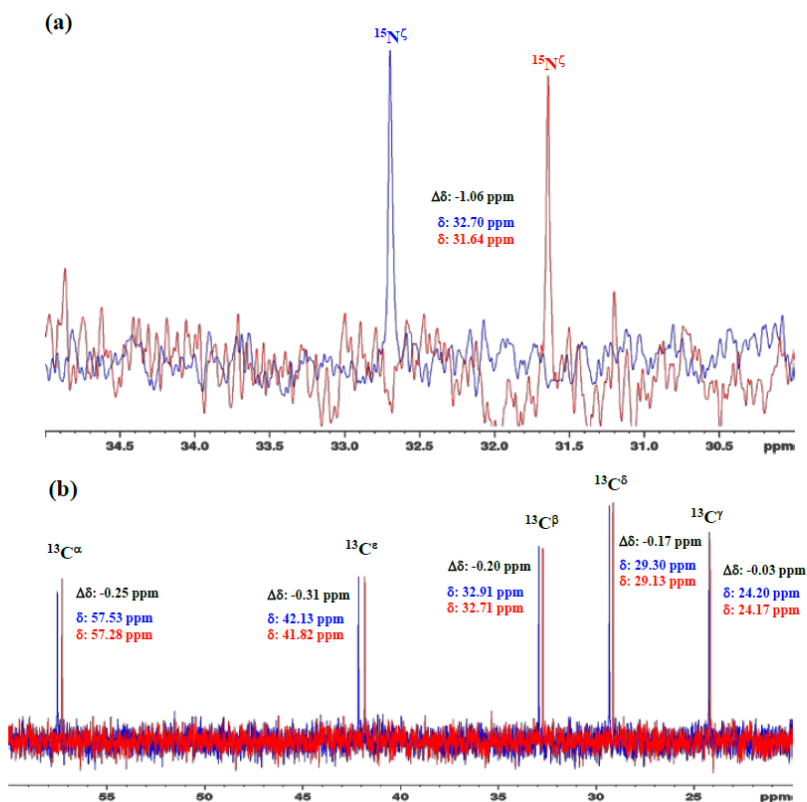 (a)
¹⁵Nζ
¹⁵Nζ
Δδ: -1.06 ppm
δ: 32.70 ppm
δ: 31.64 ppm
34.5 34.0 33.5 33.0 32.5 32.0 31.5 31.0 30.5 ppm
(b)
¹³Cα
¹³Cε
¹³Cβ
¹³Cδ
¹³Cγ
Δδ: -0.25 ppm
δ: 57.53 ppm
δ: 57.28 ppm
Δδ: -0.31 ppm
δ: 42.13 ppm
δ: 41.82 ppm
Δδ: -0.20 ppm
δ: 32.91 ppm
δ: 32.71 ppm
Δδ: -0.17 ppm
δ: 29.30 ppm
δ: 29.13 ppm
Δδ: -0.03 ppm
δ: 24.20 ppm
δ: 24.17 ppm
55 50 45 40 35 30 25 ppm